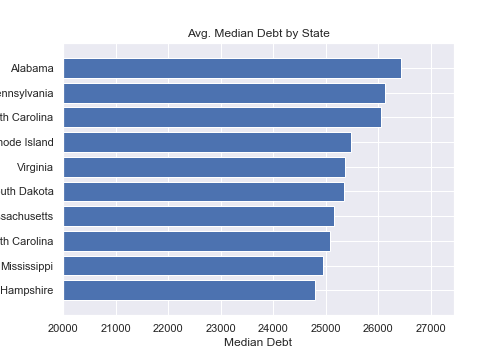 Avg. Median Debt by State
Alabama
ennsylvania
th Carolina
hode Island
Virginia
uth Dakota
ssachusetts
th Carolina
Mississippi
Hampshire
20000 21000 22000 23000 24000 25000 26000 27000
Median Debt